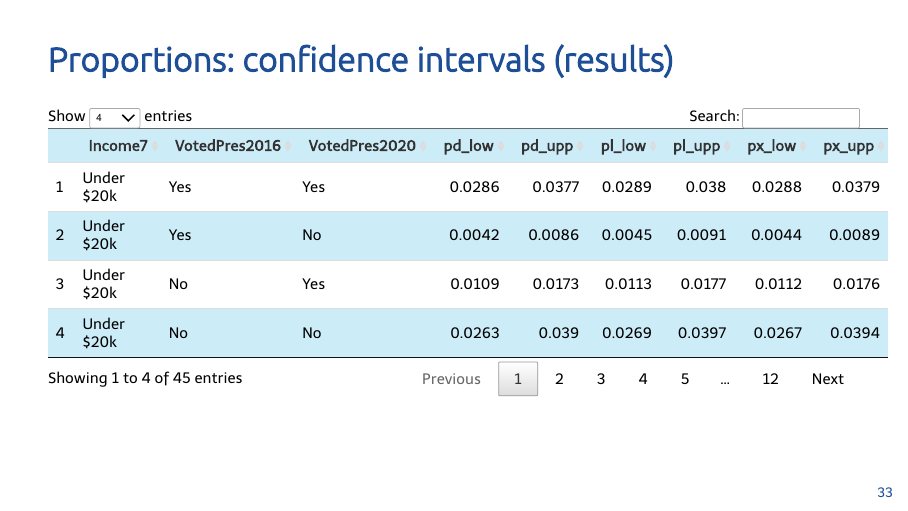 Proportions: confidence intervals (results)
Show 4 entries Search:
Income7 VotedPres2016 VotedPres2020 pd_low pd_upp pl_low pl_upp px_low px_upp
1 Under $20k Yes Yes 0.0286 0.0377 0.0289 0.038 0.0288 0.0379
2 Under $20k Yes No 0.0042 0.0086 0.0045 0.0091 0.0044 0.0089
3 Under $20k No Yes 0.0109 0.0173 0.0113 0.0177 0.0112 0.0176
4 Under $20k No No 0.0263 0.039 0.0269 0.0397 0.0267 0.0394
Showing 1 to 4 of 45 entries Previous 1 2 3 4 5 ... 12 Next
33